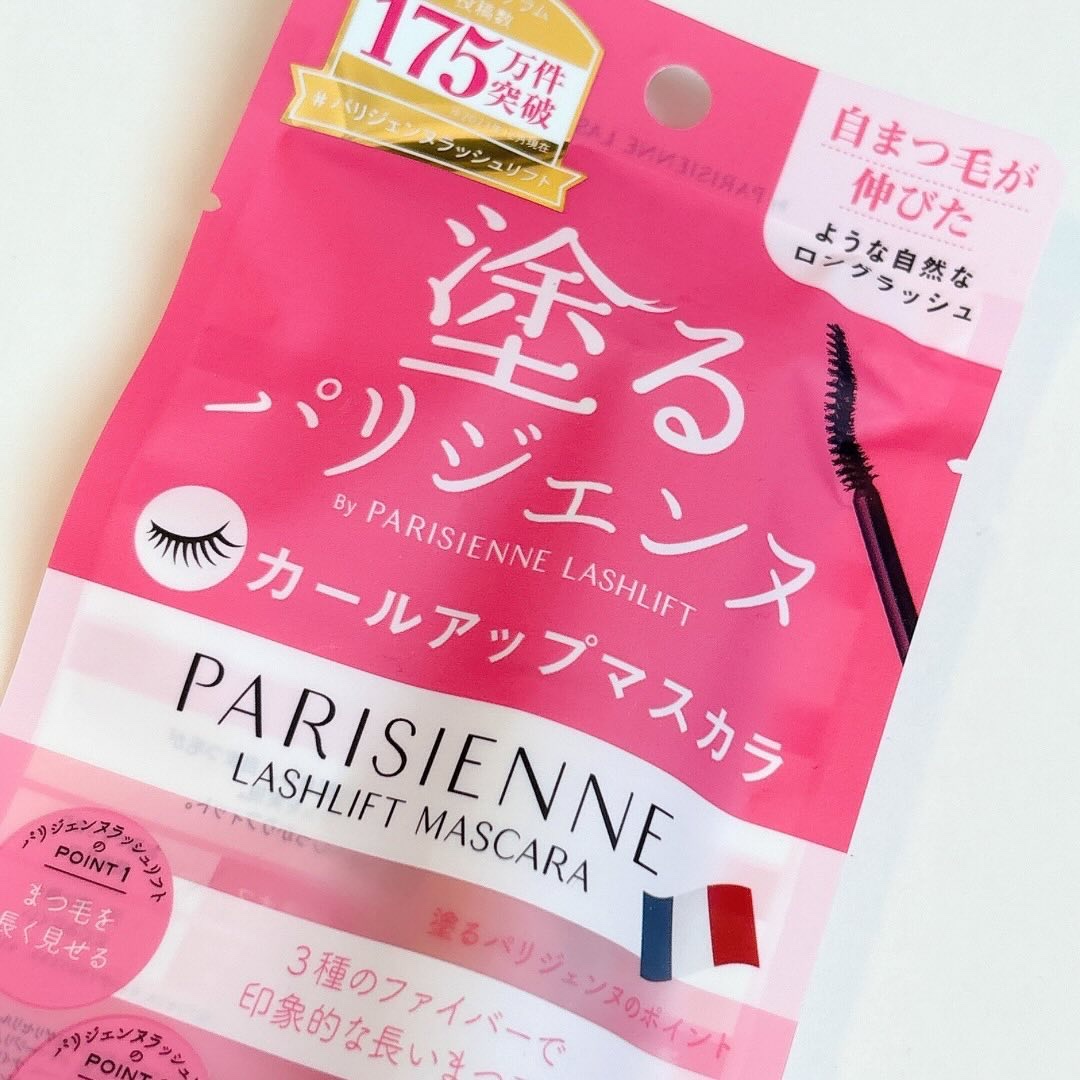 投稿数
175万件
突破
#パリジェンヌラッシュリフト
自まつ毛が
伸びた
ような自然な
ロングラッシュ
塗る
パリジェンヌ
By PARISIENNE LASHLIFT
カールアップマスカラ
PARISIENNE
LASHLIFT MASCARA
パリジェンヌラッシュリフト
の
POINT1
まつ毛を
長く見せる
塗るパリジェンヌのポイント
3種のファイバーで
印象的な長いまつ
パリジェンヌラッシュ
の
POINT